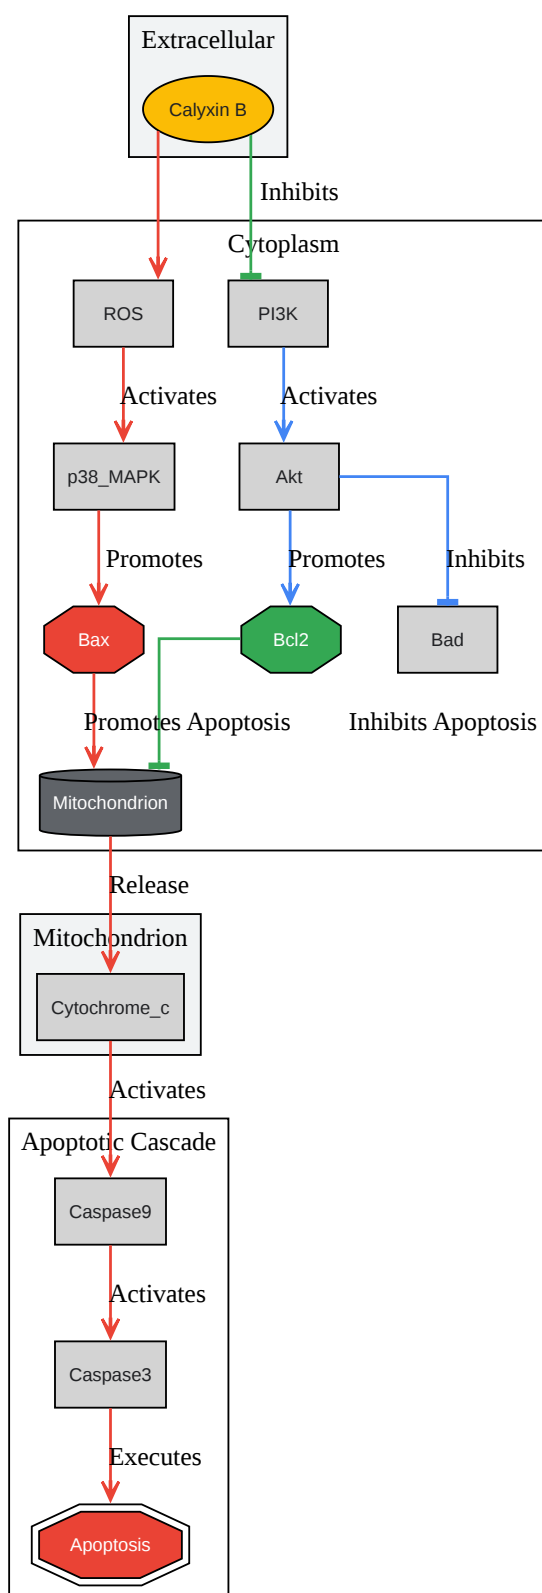 Extracellular
Calyxin B
Inhibits
Cytoplasm
ROS
PI3K
Activates
Activates
p38_MAPK
Akt
Promotes
Promotes
Inhibits
Bax
Bcl2
Bad
Promotes Apoptosis
Inhibits Apoptosis
Mitochondrion
Release
Mitochondrion
Cytochrome_c
Activates
Apoptotic Cascade
Caspase9
Activates
Caspase3
Executes
Apoptosis